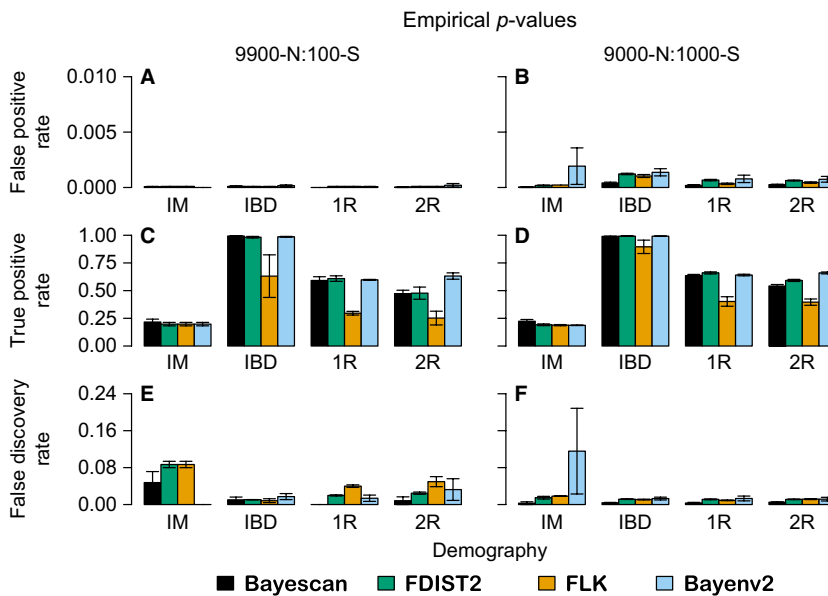 Empirical p-values
9900-N:100-S
9000-N:1000-S
False positive
rate
0.010
0.005
0.000
A
IM
IBD
1R
2R
B
IM
IBD
1R
2R
True positive
rate
1.00
0.75
0.50
0.25
0.00
C
IM
IBD
1R
2R
D
IM
IBD
1R
2R
False discovery
rate
0.24
0.16
0.08
0.00
E
IM
IBD
1R
2R
F
IM
IBD
1R
2R
Demography
Bayescan
FDIST2
FLK
Bayenv2